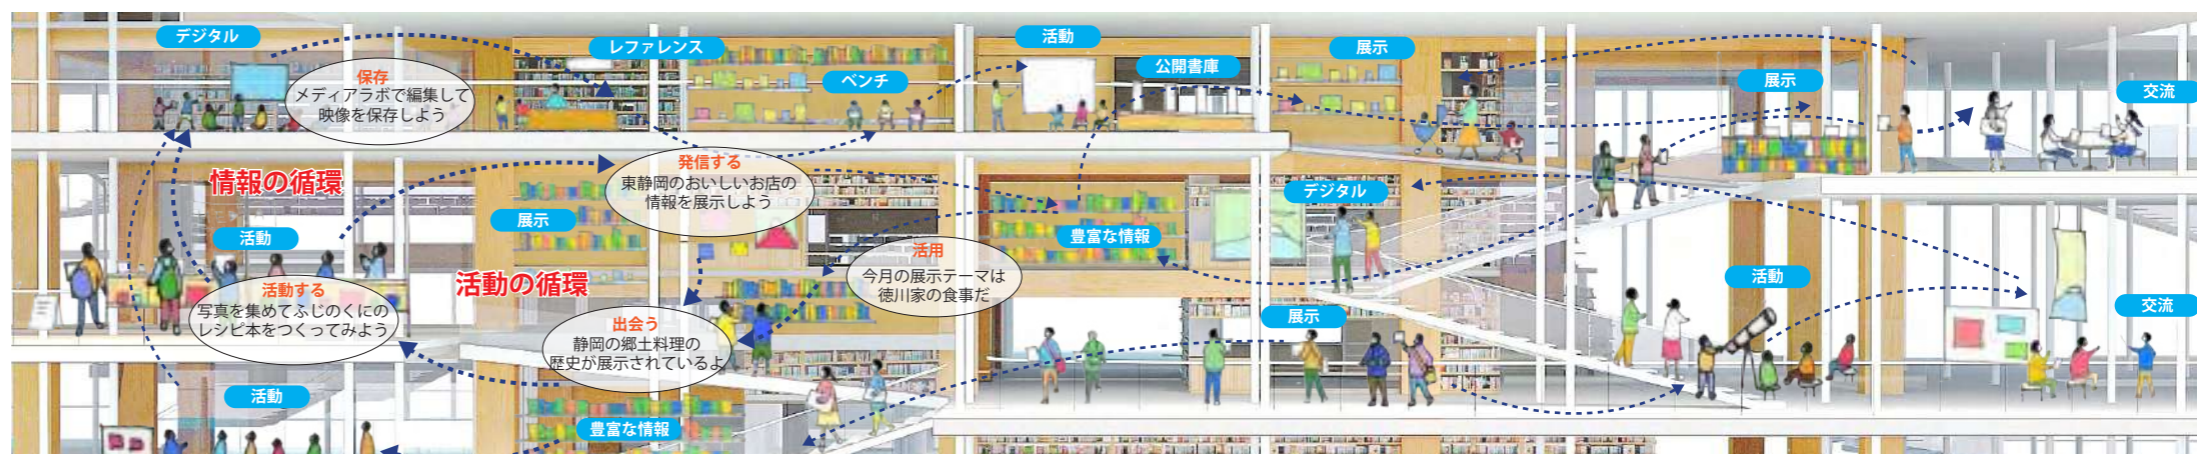 デジタル
レファレンス
活動
展示
保存
メディアラボで編集して
映像を保存しよう
ベンチ
公開書庫
展示
交流
情報の循環
発信する
東静岡のおいしいお店の
情報を展示しよう
デジタル
展示
活動
豊富な情報
活用
今月の展示テーマは
徳川家の食事だ
活動の循環
活動
活動する
写真を集めてふじのくにの
レシピ本をつくってみよう
出会う
静岡の郷土料理の
歴史が展示されているよ
展示
交流
活動
豊富な情報